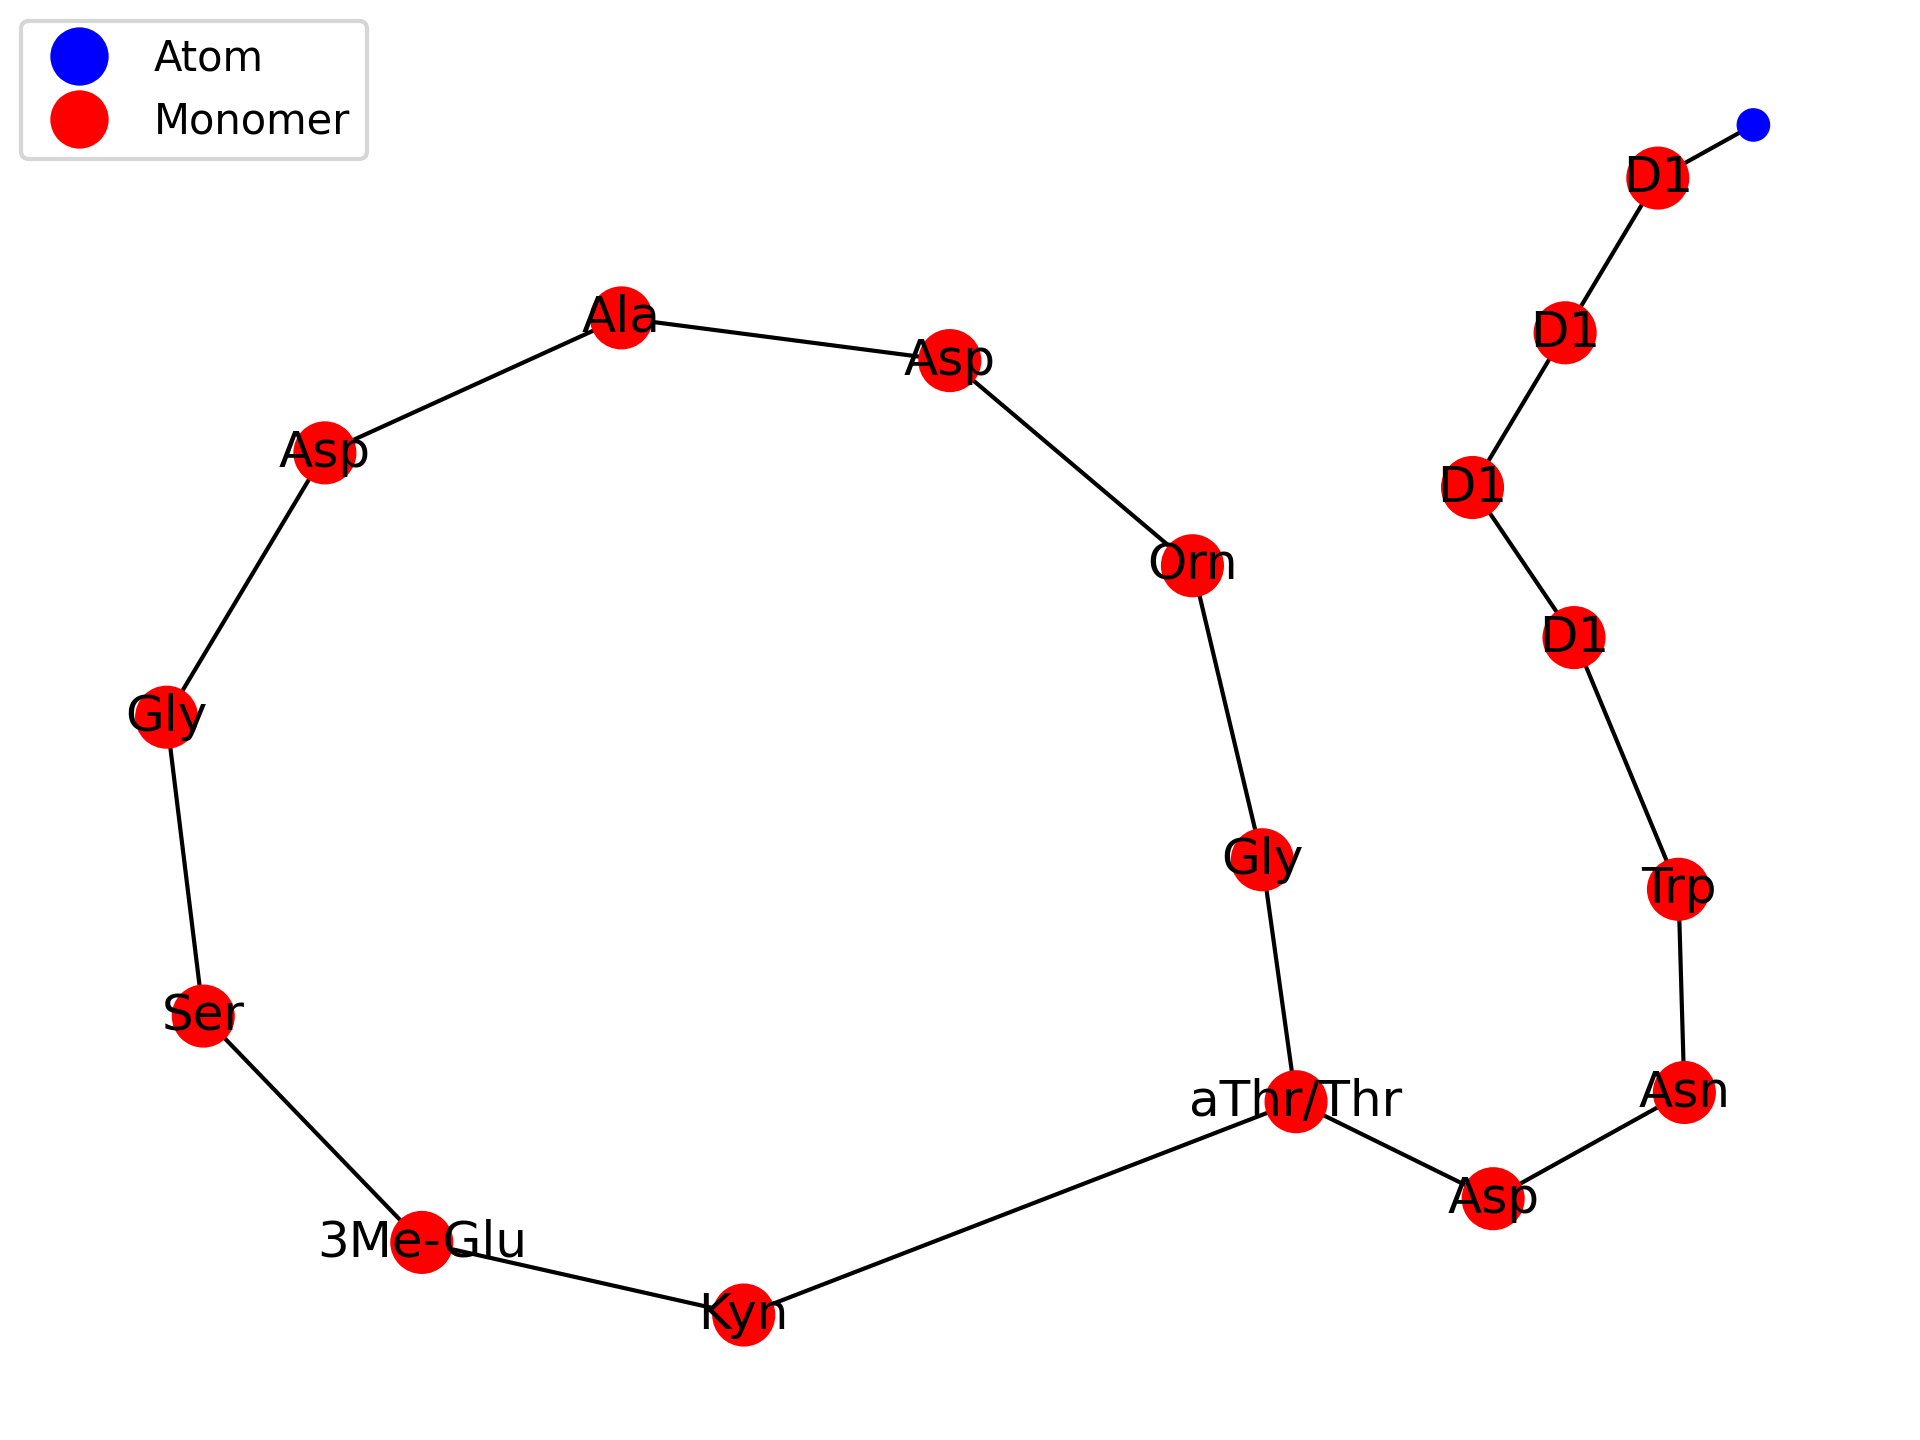 Atom
Monomer
D1
Ala
D1
Asp
Asp
D1
Orn
D1
Gly
Gly
Trp
Ser
Asn
aThr/Thr
Asp
3Me-Glu
Kyn